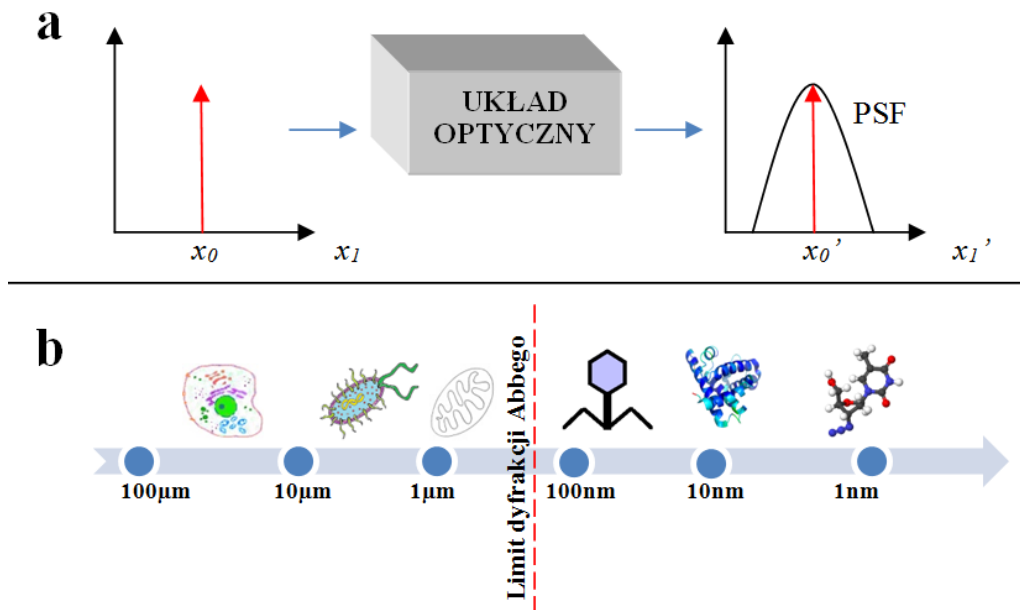 a
UKŁAD
OPTYCZNY
PSF
x0
x1
x0’
x1’
b
Limit dyfrakcji Abbego
100µm
10µm
1µm
100nm
10nm
1nm